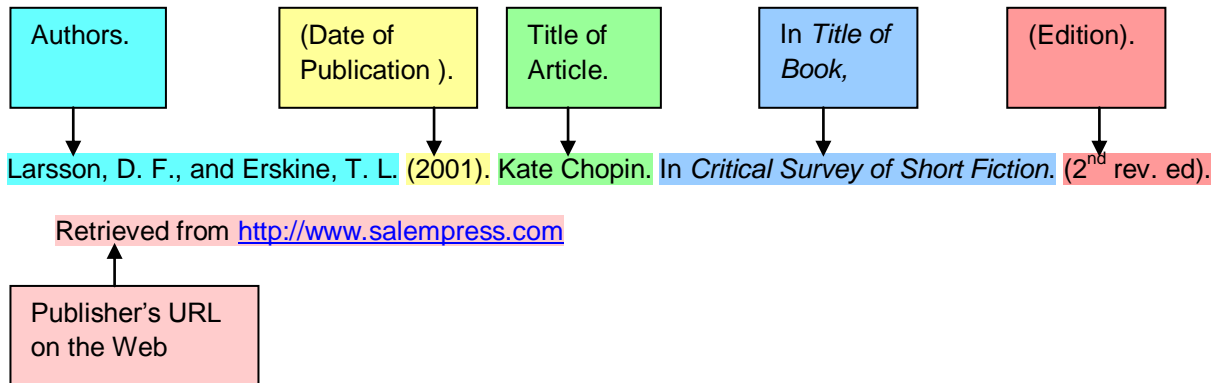 Authors.
(Date of
Publication ).
Title of
Article.
In Title of
Book,
(Edition).
Larsson, D. F., and Erskine, T. L. (2001). Kate Chopin. In Critical Survey of Short Fiction. (2nd rev. ed).
Retrieved from http://www.salempress.com
Publisher’s URL
on the Web